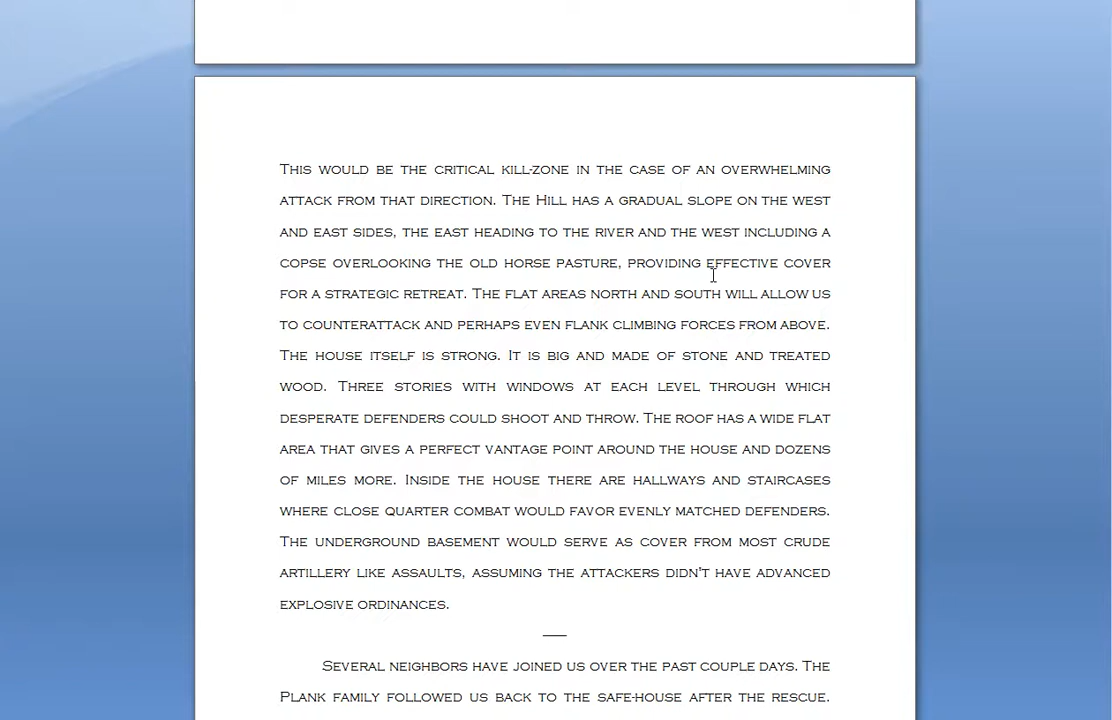 This would be the critical kill-zone in the case of an overwhelming
attack from that direction. The Hill has a gradual slope on the west
and east sides, the east heading to the river and the west including a
copse overlooking the old horse pasture, providing effective cover
for a strategic retreat. The flat areas north and south will allow us
to counterattack and perhaps even flank climbing forces from above.
The house itself is strong. It is big and made of stone and treated
wood. Three stories with windows at each level through which
desperate defenders could shoot and throw. The roof has a wide flat
area that gives a perfect vantage point around the house and dozens
of miles more. Inside the house there are hallways and staircases
where close quarter combat would favor evenly matched defenders.
The underground basement would serve as cover from most crude
artillery like assaults, assuming the attackers didn't have advanced
explosive ordinances.
Several neighbors have joined us over the past couple days. The
Plank family followed us back to the safe-house after the rescue.